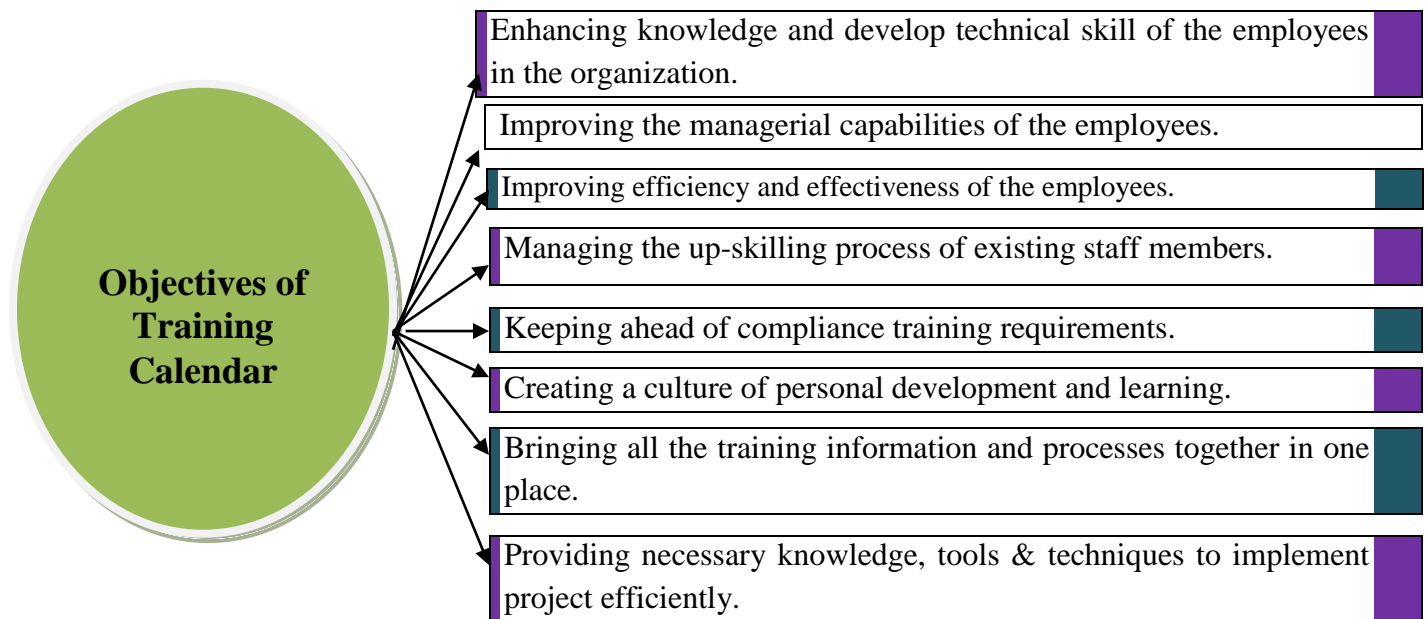 Objectives of
Training
Calendar
Enhancing knowledge and develop technical skill of the employees
in the organization.
Improving the managerial capabilities of the employees.
Improving efficiency and effectiveness of the employees.
Managing the up-skilling process of existing staff members.
Keeping ahead of compliance training requirements.
Creating a culture of personal development and learning.
Bringing all the training information and processes together in one
place.
Providing necessary knowledge, tools & techniques to implement
project efficiently.